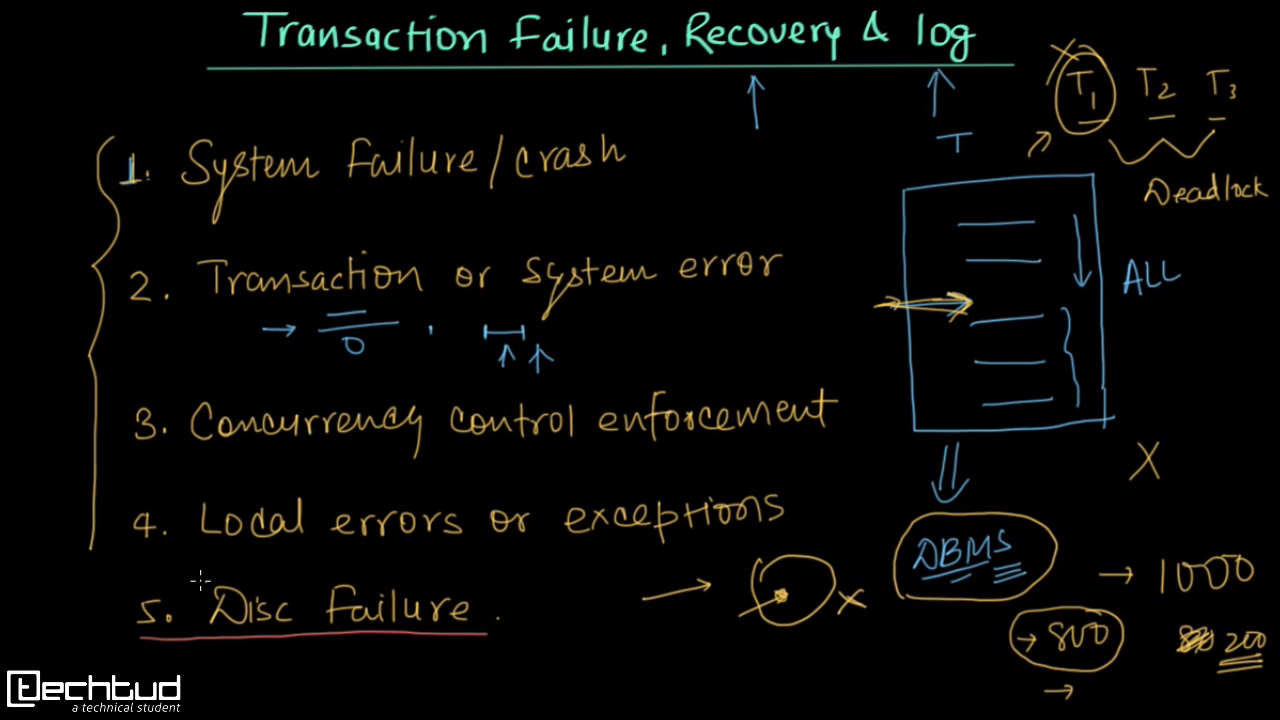 Transaction Failure, Recovery & log
T1 T2 T3
T
Deadlock
1. System Failure/crash
2. Transaction or system error
0
ALL
3. Concurrency control enforcement
X
4. Local errors or exceptions
DBMS
→ 1000
5. Disc Failure.
→ X
→ 800
200
→
techtud
a technical student